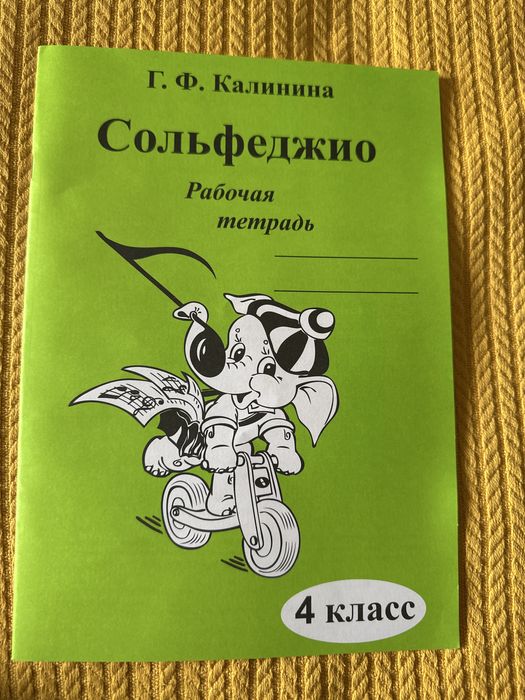 Г. Ф. Калинина
Сольфеджио
Рабочая
тетрадь
4 класс